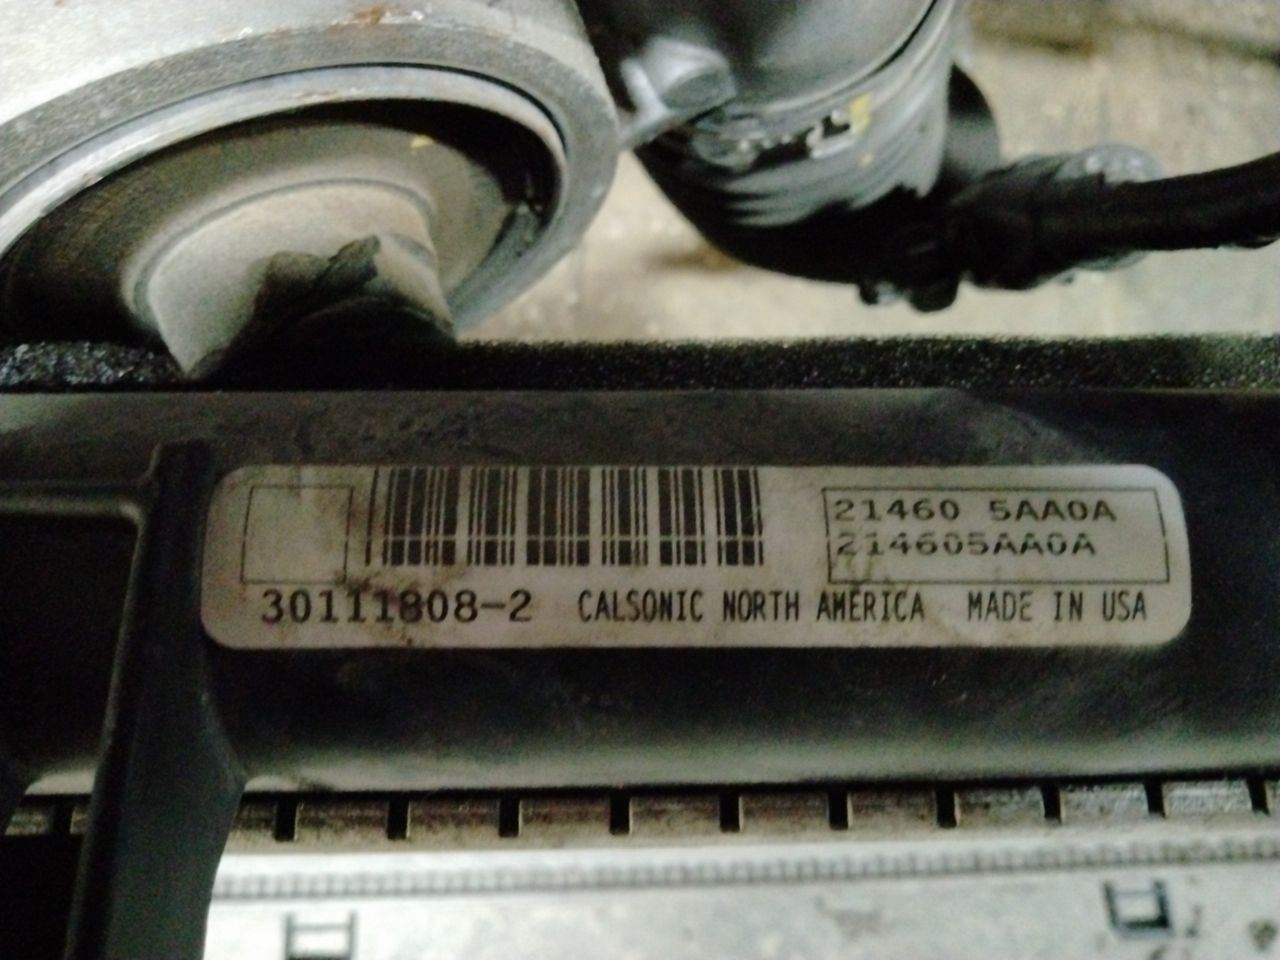 21460 5AA0A
214605AA0A
30111808-2 CALSONIC NORTH AMERICA MADE IN USA